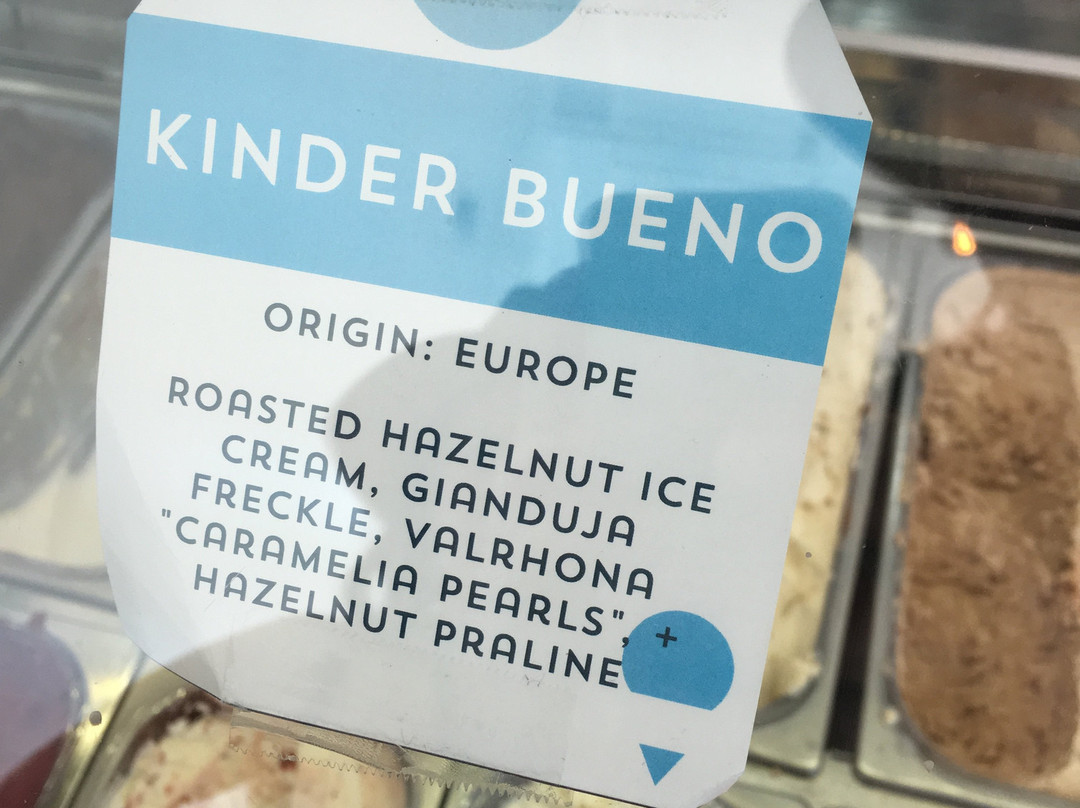 KINDER BUENO
ORIGIN: EUROPE
ROASTED HAZELNUT ICE
CREAM, GIANDUJA
FRECKLE, VALRHONA
"CARAMELIA PEARLS", +
HAZELNUT PRALINE